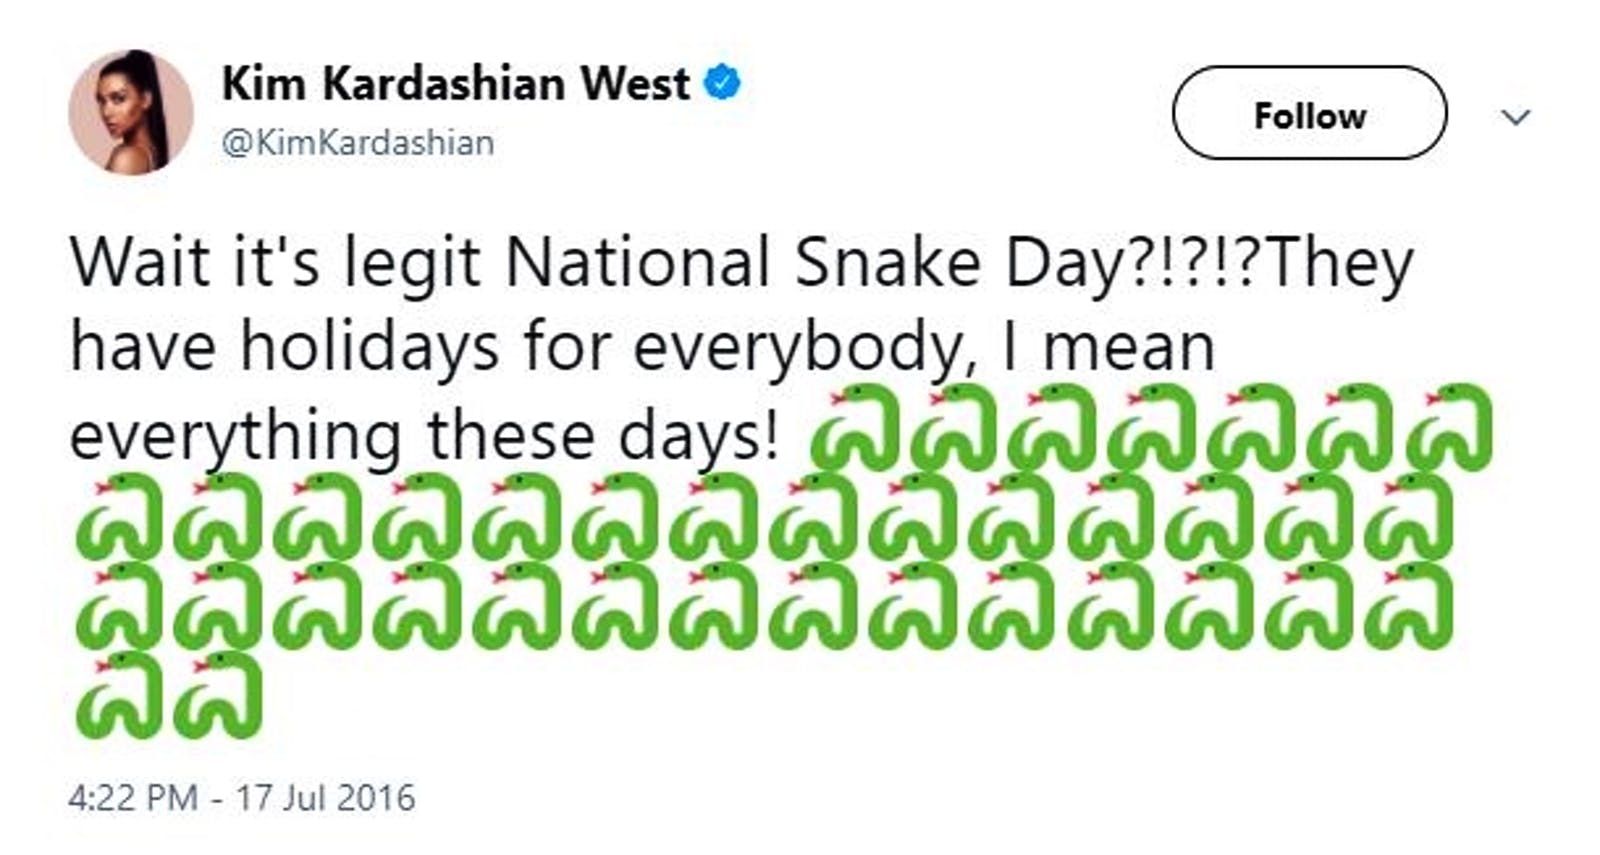 Kim Kardashian West
@KimKardashian
Follow
Wait it's legit National Snake Day?!?!?They
have holidays for everybody, I mean
everything these days! 🐍🐍🐍🐍🐍🐍🐍
🐍🐍🐍🐍🐍🐍🐍🐍🐍🐍🐍🐍🐍🐍
🐍🐍🐍🐍🐍🐍🐍🐍🐍🐍🐍🐍🐍🐍
🐍🐍
4:22 PM - 17 Jul 2016